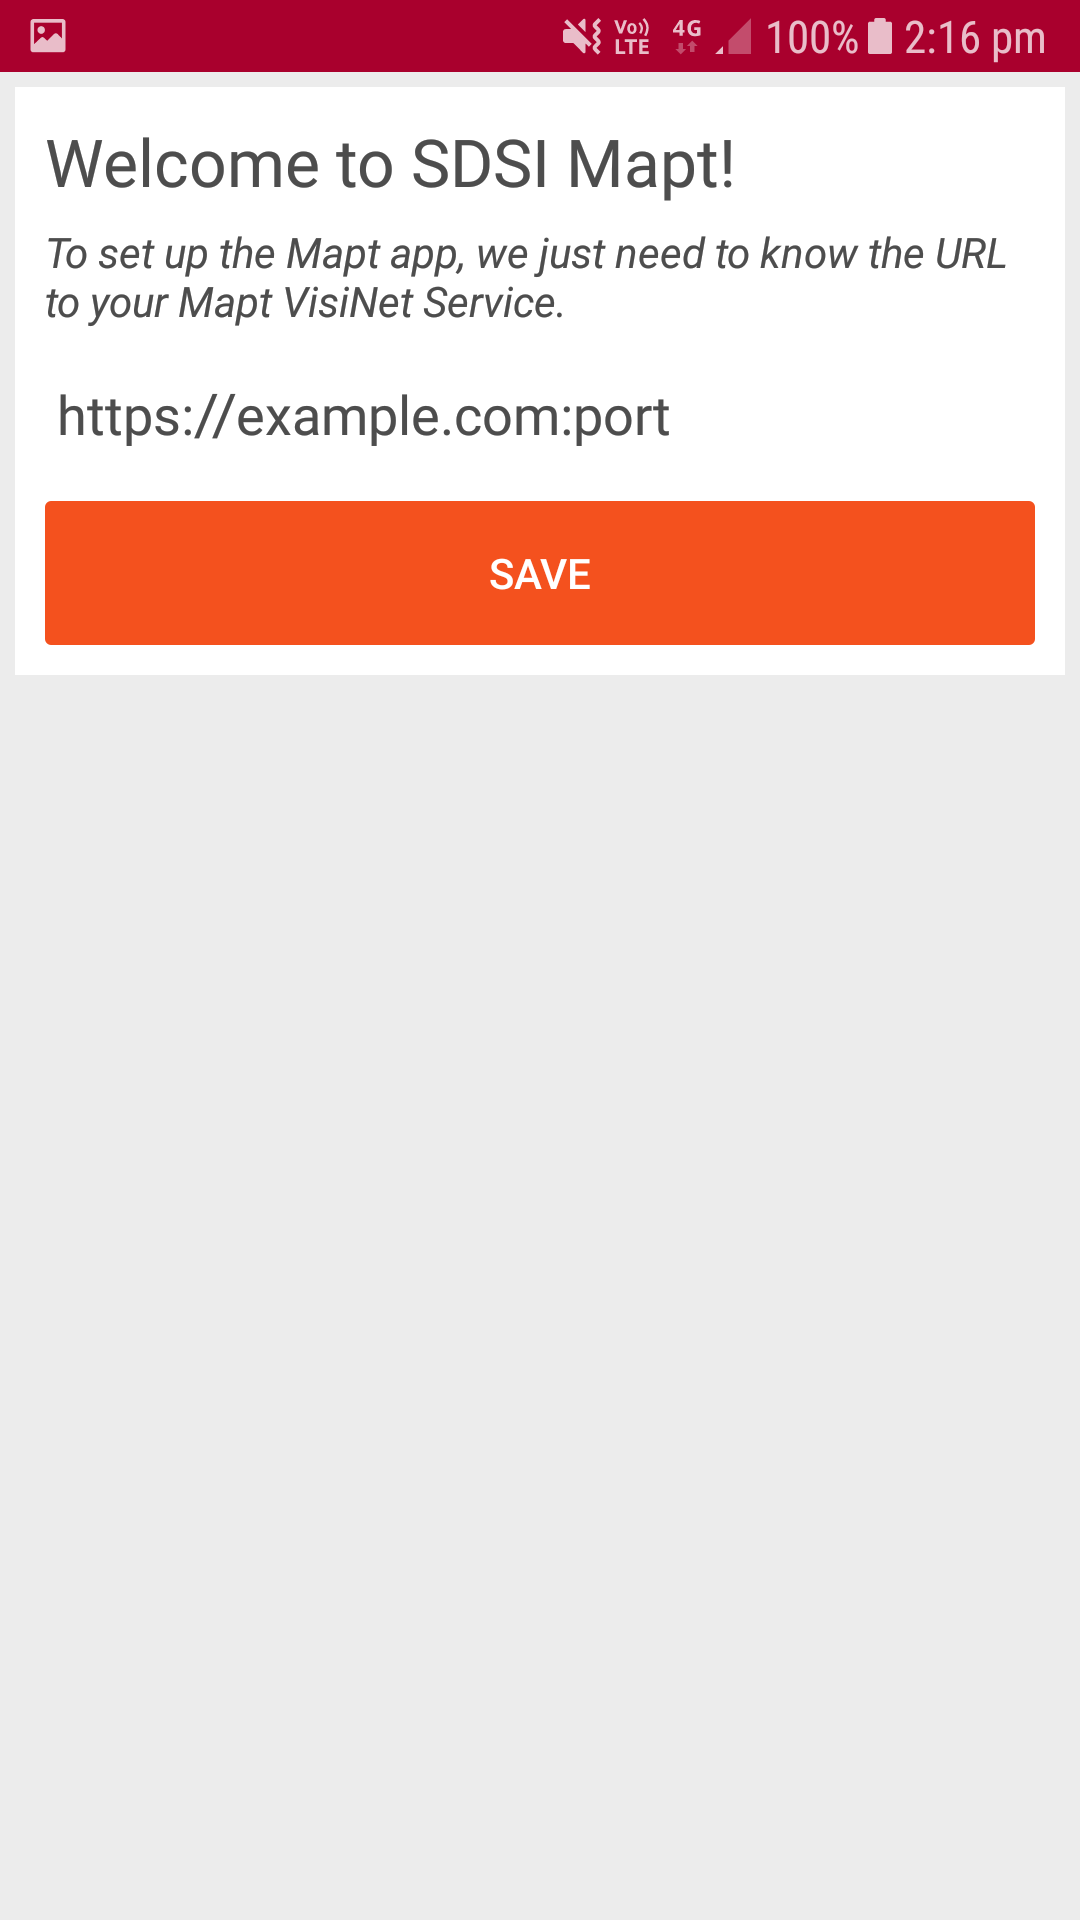 Vo)) LTE 4G 100% 2:16 pm
Welcome to SDSI Mapt!
To set up the Mapt app, we just need to know the URL
to your Mapt VisiNet Service.
https://example.com:port
SAVE